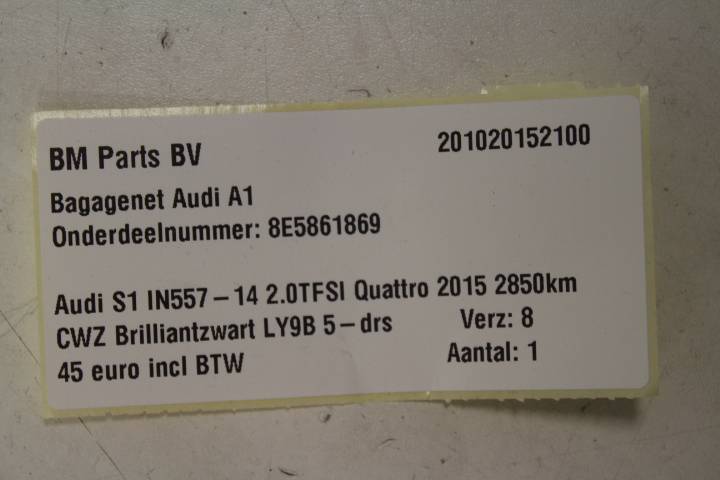 BM Parts BV 201020152100
Bagagenet Audi A1
Onderdeelnummer: 8E5861869
Audi S1 IN557-14 2.0TFSI Quattro 2015 2850km
CWZ Brilliantzwart LY9B 5-drs Verz: 8
45 euro incl BTW Aantal: 1